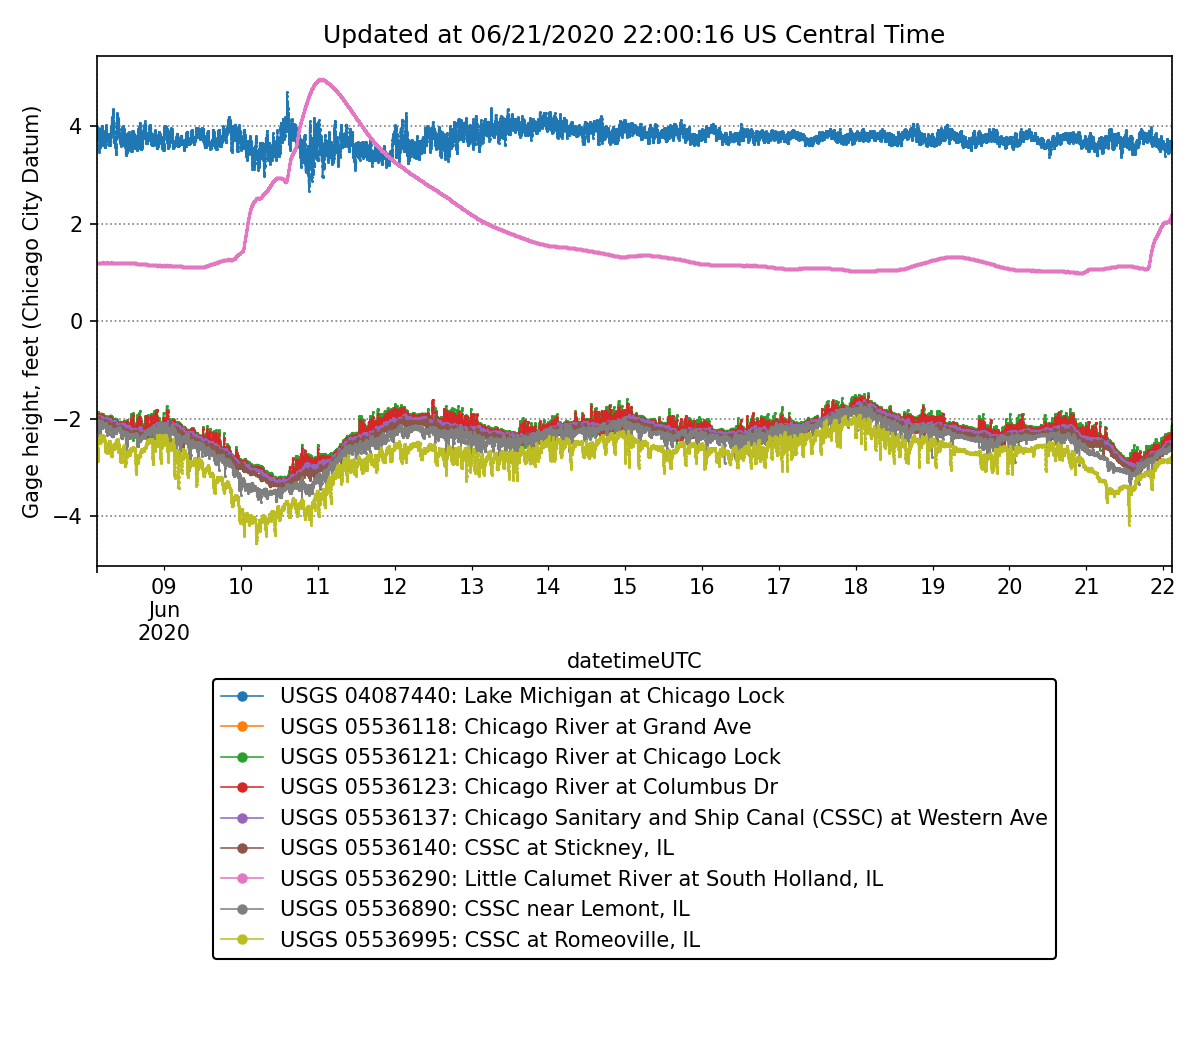 Updated at 06/21/2020 22:00:16 US Central Time
Gage height, feet (Chicago City Datum)
4
2
0
−2
−4
09 10 11 12 13 14 15 16 17 18 19 20 21 22
Jun
2020
datetimeUTC
USGS 04087440: Lake Michigan at Chicago Lock
USGS 05536118: Chicago River at Grand Ave
USGS 05536121: Chicago River at Chicago Lock
USGS 05536123: Chicago River at Columbus Dr
USGS 05536137: Chicago Sanitary and Ship Canal (CSSC) at Western Ave
USGS 05536140: CSSC at Stickney, IL
USGS 05536290: Little Calumet River at South Holland, IL
USGS 05536890: CSSC near Lemont, IL
USGS 05536995: CSSC at Romeoville, IL